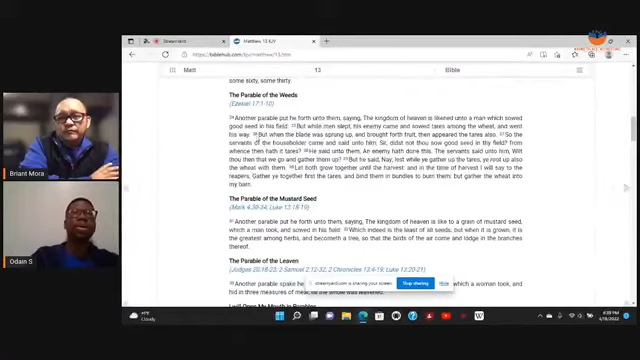 StreamYard
Matthew 13 KJV
https://biblehub.com/kjv/matthew/13.htm
Matt
13
Bible
some sixty, some thirty.
The Parable of the Weeds
(Ezekiel 17:1-10)
24 Another parable put he forth unto them, saying, The kingdom of heaven is likened unto a man which sowed
good seed in his field: 25 But while men slept, his enemy came and sowed tares among the wheat, and went
his way. 26 But when the blade was sprung up, and brought forth fruit, then appeared the tares also. 27 So the
servants of the householder came and said unto him, Sir, didst not thou sow good seed in thy field? from
whence then hath it tares? 28 He said unto them, An enemy hath done this. The servants said unto him, Wilt
thou then that we go and gather them up? 29 But he said, Nay; lest while ye gather up the tares, ye root up also
the wheat with them. 30 Let both grow together until the harvest: and in the time of harvest I will say to the
reapers, Gather ye together first the tares, and bind them in bundles to burn them: but gather the wheat into
my barn.
Briant Mora
The Parable of the Mustard Seed
(Mark 4:30-34; Luke 13:18-19)
31 Another parable put he forth unto them, saying, The kingdom of heaven is like to a grain of mustard seed,
which a man took, and sowed in his field: 32 Which indeed is the least of all seeds: but when it is grown, it is
the greatest among herbs, and becometh a tree, so that the birds of the air come and lodge in the branches
thereof.
Odain S
The Parable of the Leaven
(Judges 20:18-23; 2 Samuel 2:12-32; 2 Chronicles 13:4-19; Luke 13:20-21)
33 Another parable spake he
which a woman took, and
hid in three measures of meal, till the whole was leavened.
streamyard.com is sharing your screen.
Stop sharing
Hide
I will Open My Mouth in Parables
Cloudy
4/18/2022